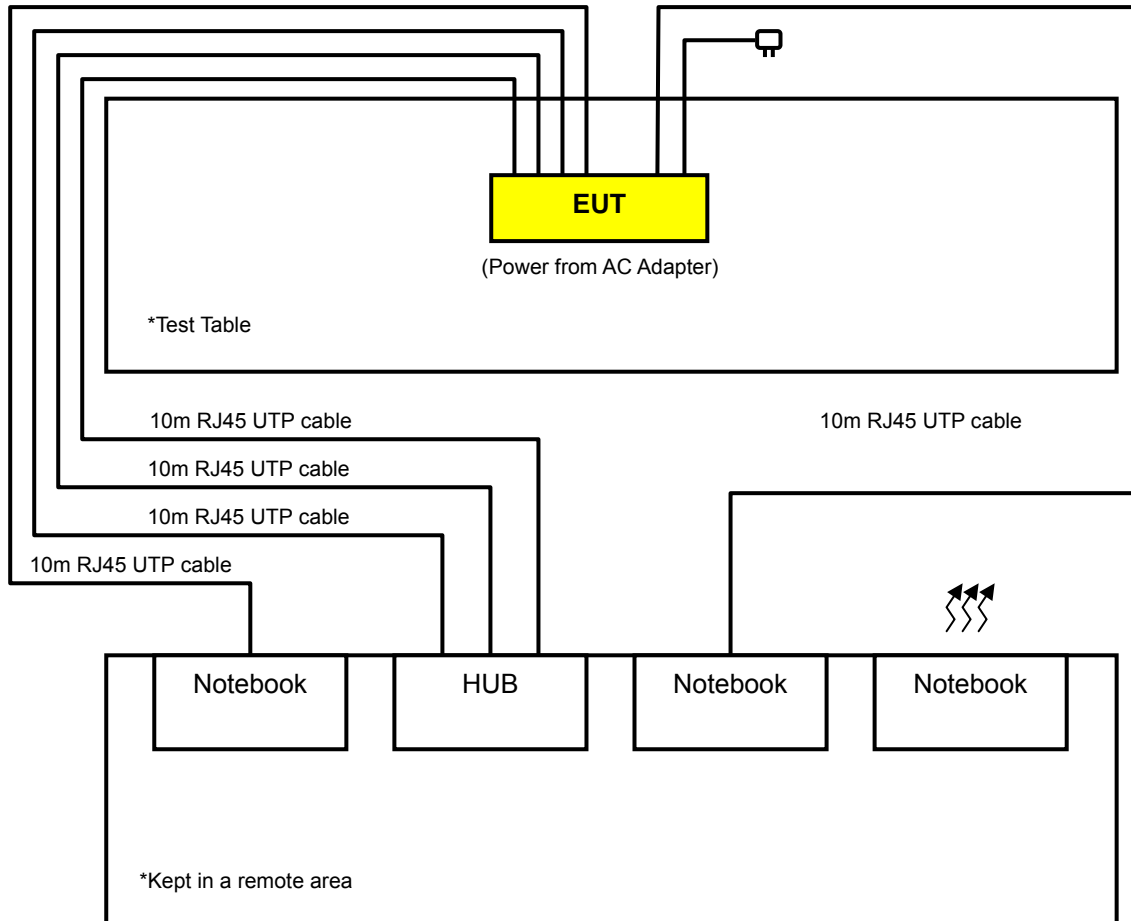 EUT
(Power from AC Adapter)
*Test Table
10m RJ45 UTP cable
10m RJ45 UTP cable
10m RJ45 UTP cable
10m RJ45 UTP cable
10m RJ45 UTP cable
Notebook
HUB
Notebook
Notebook
*Kept in a remote area